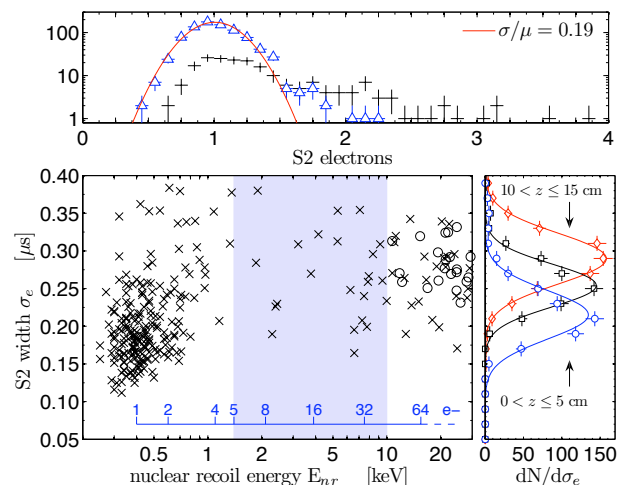 100
10
1
σ/μ = 0.19
0 1 2 3 4
S2 electrons
0.40
0.35
0.30
0.25
0.20
0.15
0.10
0.05
S2 width σe [μs]
1 2 4 5 8 16 32 64 e−
0.5 1 2 5 10 20
nuclear recoil energy Enr [keV]
10 < z ≤ 15 cm
0 < z ≤ 5 cm
0 50 100 150
dN/dσe